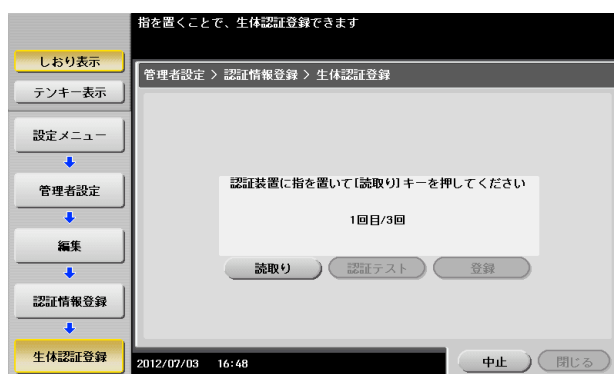 指を置くことで、生体認証登録できます
しおり表示
テンキー表示
設定メニュー
管理者設定
編集
認証情報登録
生体認証登録
管理者設定 > 認証情報登録 > 生体認証登録
認証装置に指を置いて[読取り]キーを押してください
1回目/3回
読取り 認証テスト 登録
2012/07/03 16:48
中止 閉じる